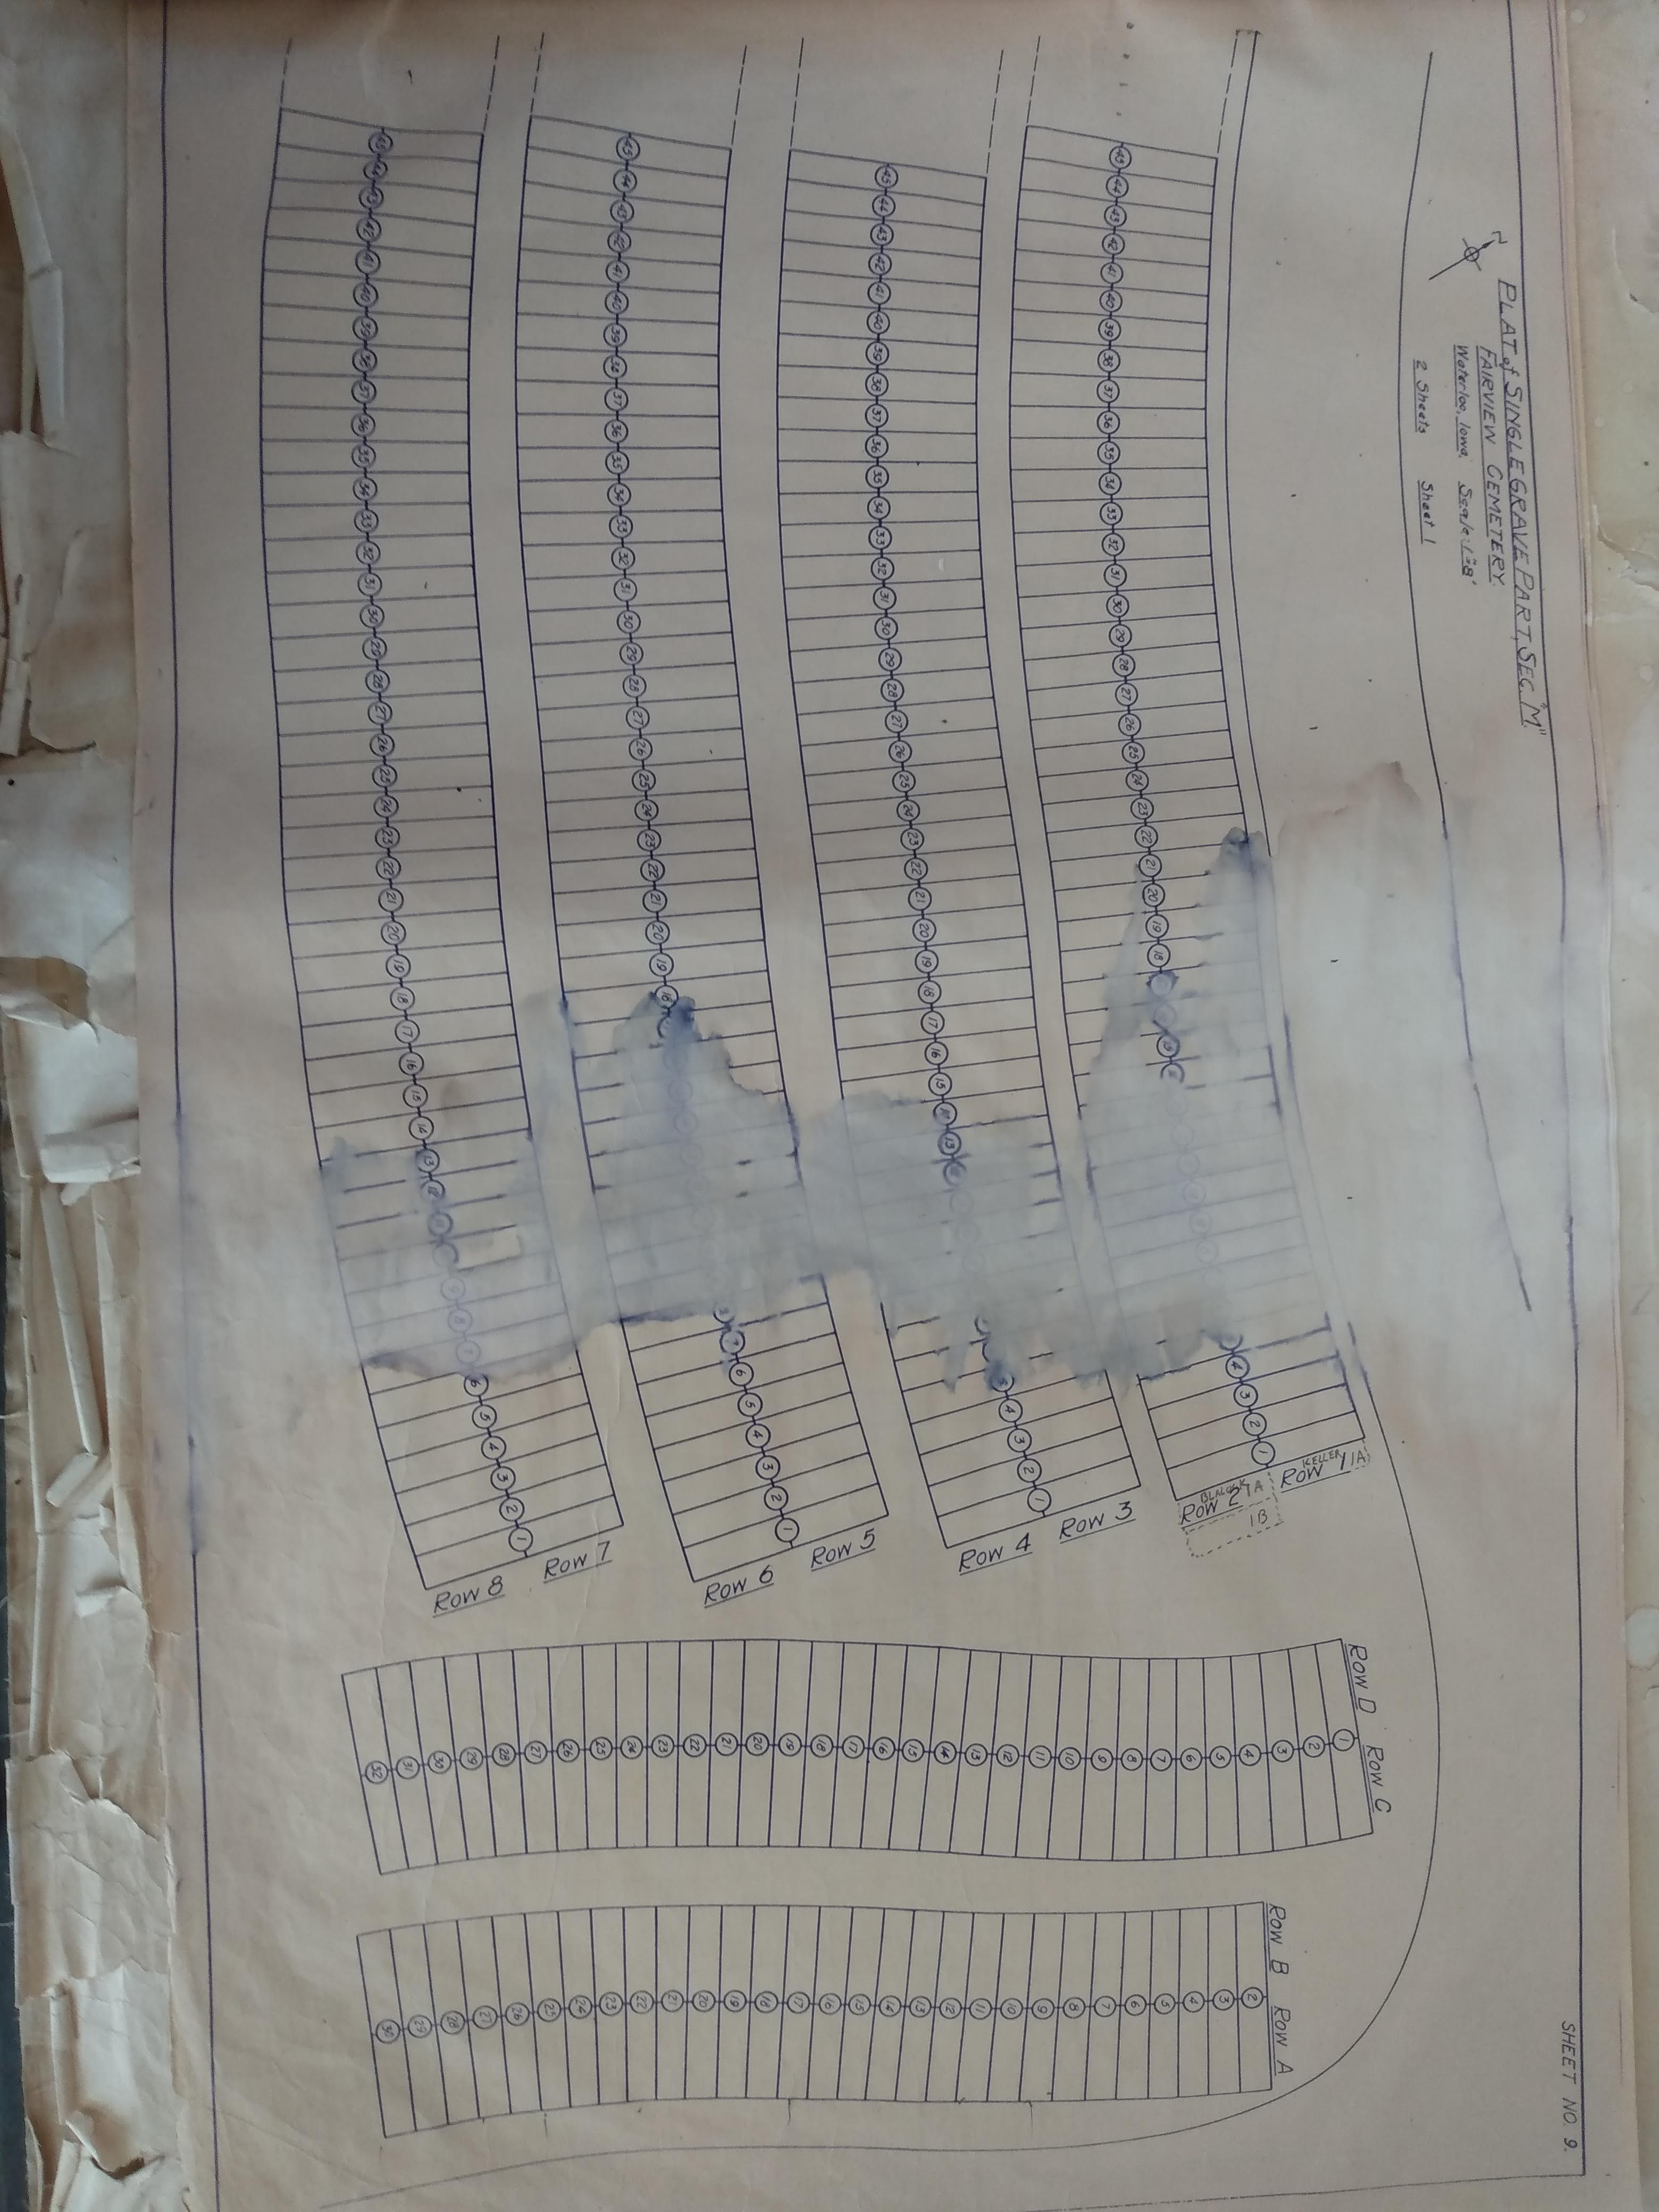 SHEET NO. 9.
PLAT of SINGLE GRAVE PART, SEC. "M"
FAIRVIEW CEMETERY.
Waterloo, Iowa. Scale-1"=8'
2 Sheets Sheet 1
N
45 44 43 42 41 40 39 38 37 36 35 34 33 32 31 30 29 28 27 26 25 24 23 22 21 20 19 18 4 3 2 1
KELLER
Row 1 1A
BLALOCK
Row 2 1A
1B
45 44 43 42 41 40 39 38 37 36 35 34 33 32 31 30 29 28 27 26 25 24 23 22 21 20 19 18 17 16 15 13 4 3 2 1
Row 3
Row 4
45 44 43 42 41 40 39 38 37 36 35 34 33 32 31 30 29 28 27 26 25 24 23 22 21 20 19 18 7 6 5 4 3 2 1
Row 5
Row 6
45 44 43 42 41 40 39 38 37 36 35 34 33 32 31 30 29 28 27 26 25 24 23 22 21 20 19 18 17 16 15 14 13 9 8 6 5 4 3 2 1
Row 7
Row 8
Row D Row C
32 31 30 29 28 27 26 25 24 23 22 21 20 19 18 17 16 15 14 13 12 11 10 9 8 7 6 5 4 3 2 1
Row B Row A
30 29 28 27 26 25 24 23 22 21 20 19 18 17 16 15 14 13 12 11 10 9 8 7 6 5 4 3 2